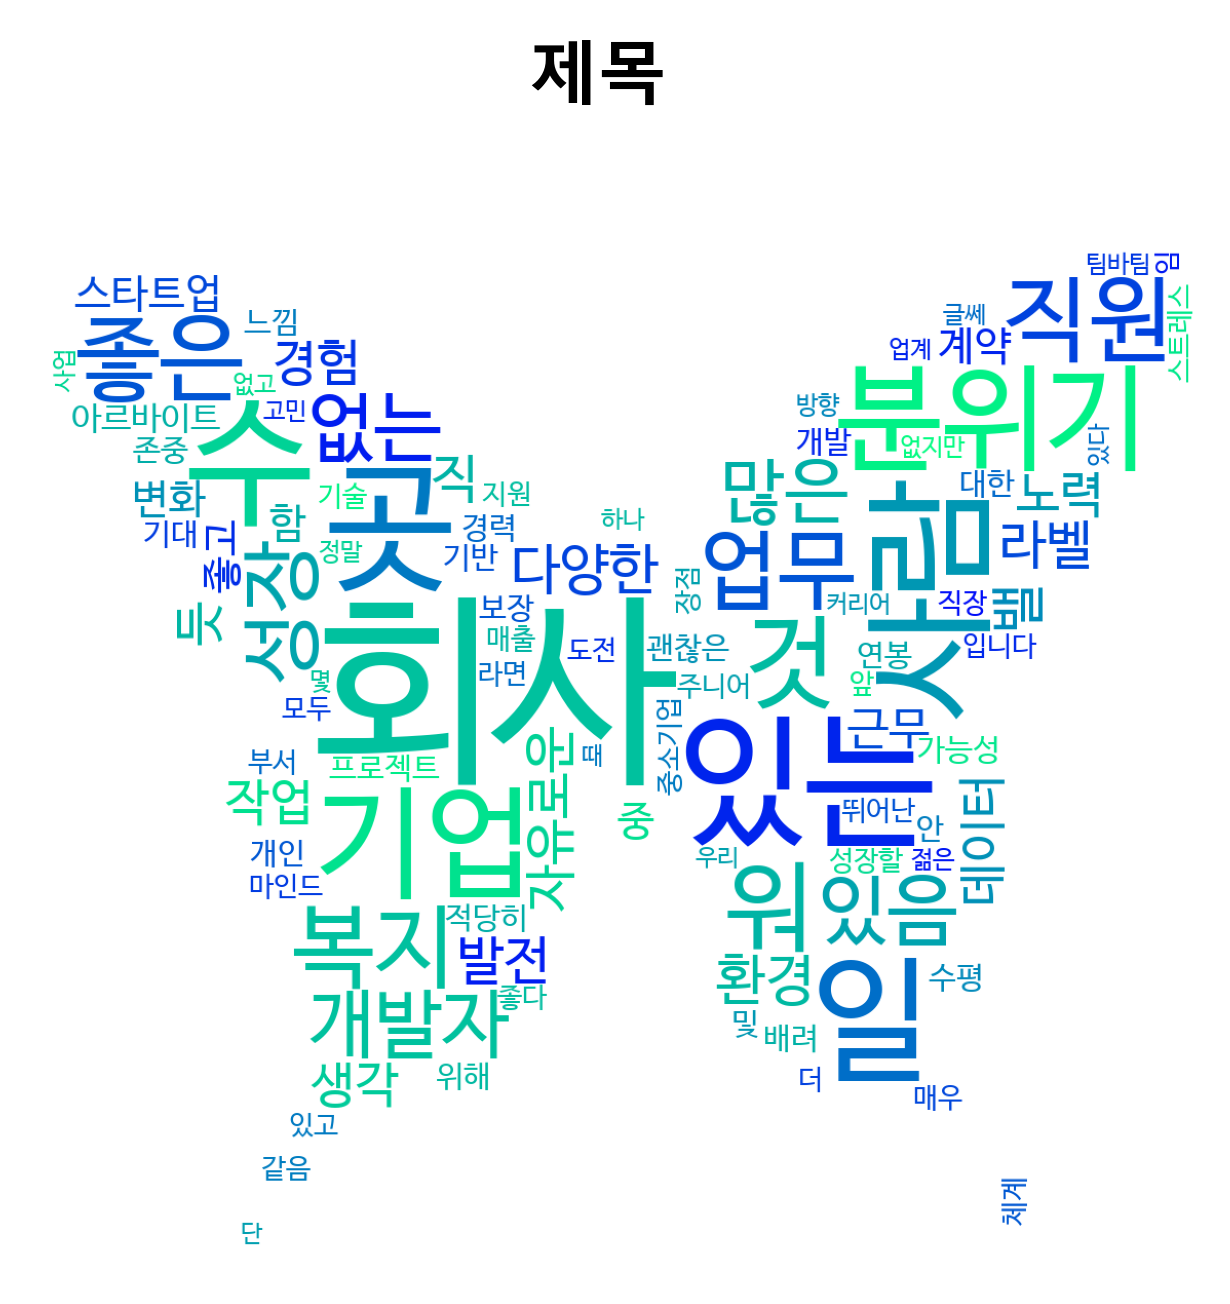 제목
팀바팀
임
스타트업
직원
스트레스
좋은
느낌
글쎄
경험
업계
계약
사업
없고
분위기
아르바이트
고민
없는
방향
존중
수
개발
없지만
있다
변화
기술
곳
직
지원
많은
대한
노력
기대
좋고
함
경력
하나
사람
라벨
정말
기반
다양한
업무
성장
듯
보장
장점
커리어
직장
벨
회사
매출
도전
괜찮은
것
연봉
입니다
몇
라면
주니어
앞
모두
중소기업
있는
근무
가능성
부서
프로젝트
자유로운
때
작업
기업
중
뛰어난
안
데이터
개인
우리
성장할
젊은
마인드
워
있음
복지
적당히
발전
환경
일
수평
개발자
좋다
및
배려
생각
위해
더
매우
있고
같음
체계
단